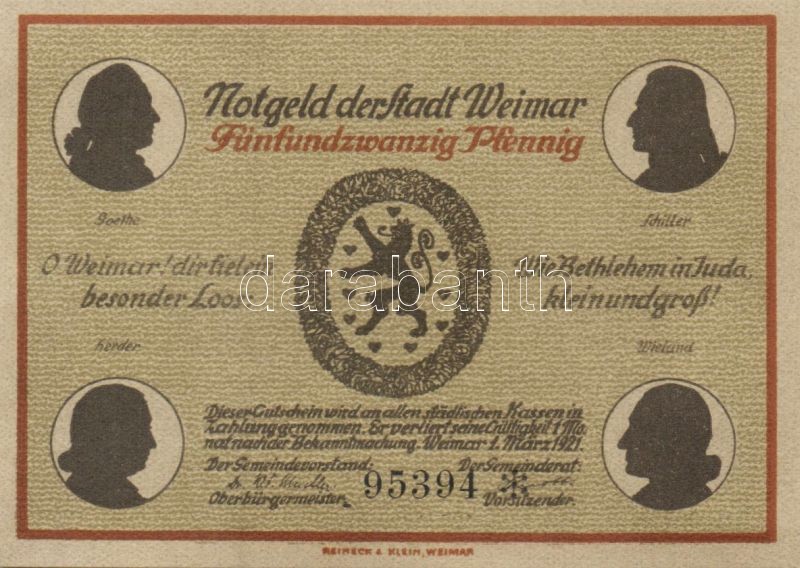 Notgeld der Stadt Weimar
Fünfundzwanzig Pfennig
Goethe
Schiller
O Weimar! dir fiel ein
besonder Loos
Wie Bethlehem in Juda,
klein und groß!
darabanth
Herder
Wieland
Dieser Gutschein wird an allen städtischen Kassen in
Zahlung genommen. Er verliert seine Gültigkeit 1 Mo
nat nach der Bekanntmachung. Weimar 1. März 1921.
Der Gemeindevorstand:
Der Gemeinderat:
95394 *
Oberbürgermeister
Vorsitzender.
REINECK & KLEIN, WEIMAR